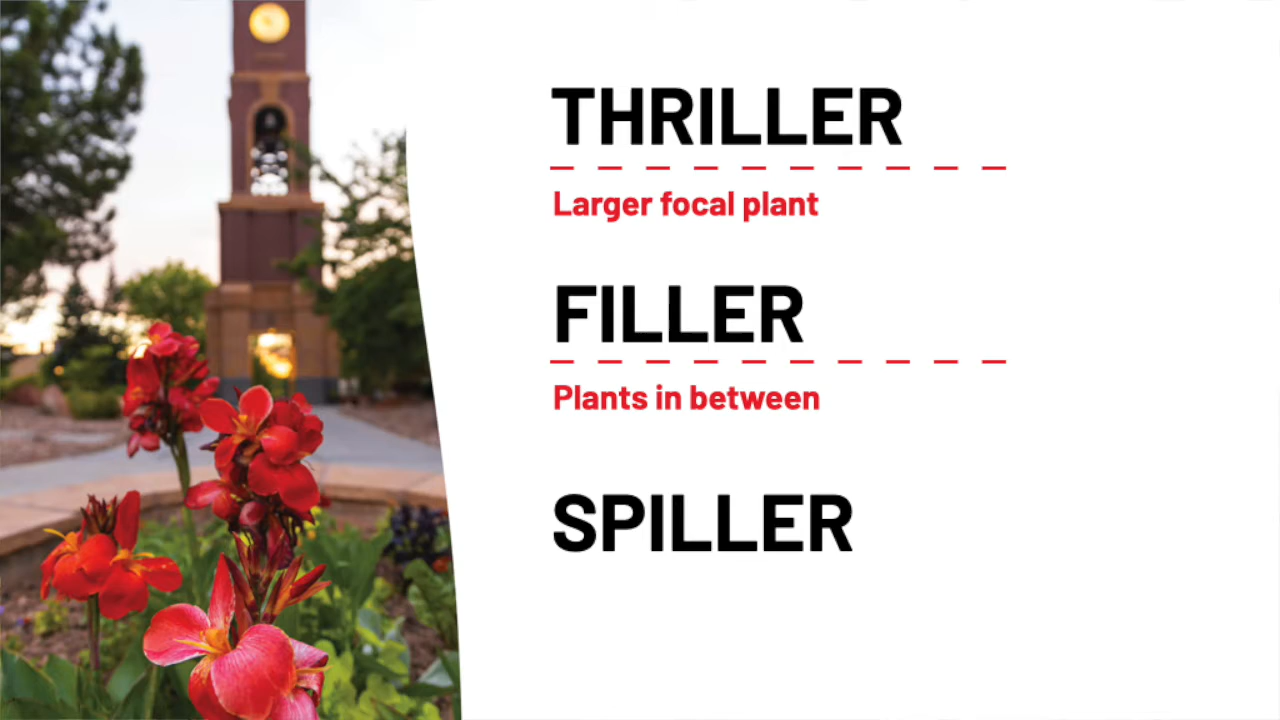 THRILLER
Larger focal plant
FILLER
Plants in between
SPILLER